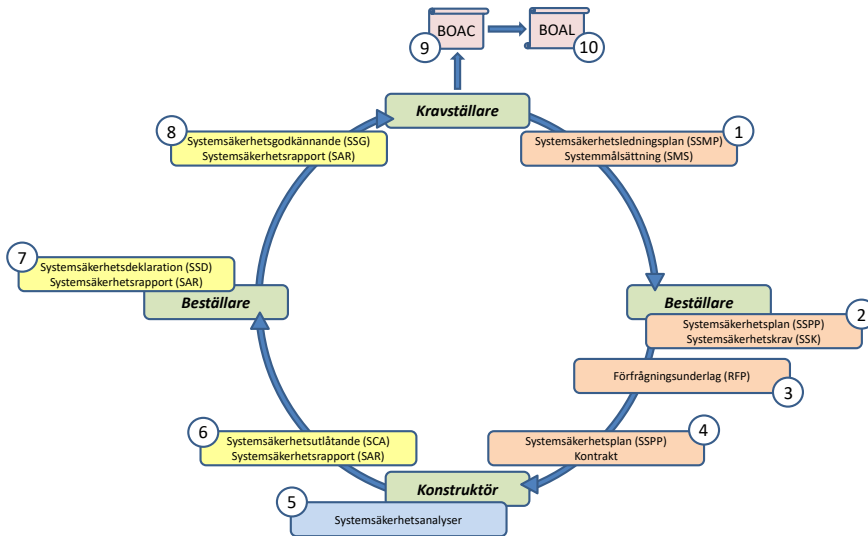 BOAC
BOAL
9
10
Kravställare
8
Systemsäkerhetsgodkännande (SSG)
Systemsäkerhetsrapport (SAR)
1
Systemsäkerhetsledningsplan (SSMP)
Systemmålsättning (SMS)
7
Systemsäkerhetsdeklaration (SSD)
Systemsäkerhetsrapport (SAR)
Beställare
Beställare
2
Systemsäkerhetsplan (SSPP)
Systemsäkerhetskrav (SSK)
Förfrågningsunderlag (RFP)
3
6
Systemsäkerhetsutlåtande (SCA)
Systemsäkerhetsrapport (SAR)
4
Systemsäkerhetsplan (SSPP)
Kontrakt
Konstruktör
5
Systemsäkerhetsanalyser